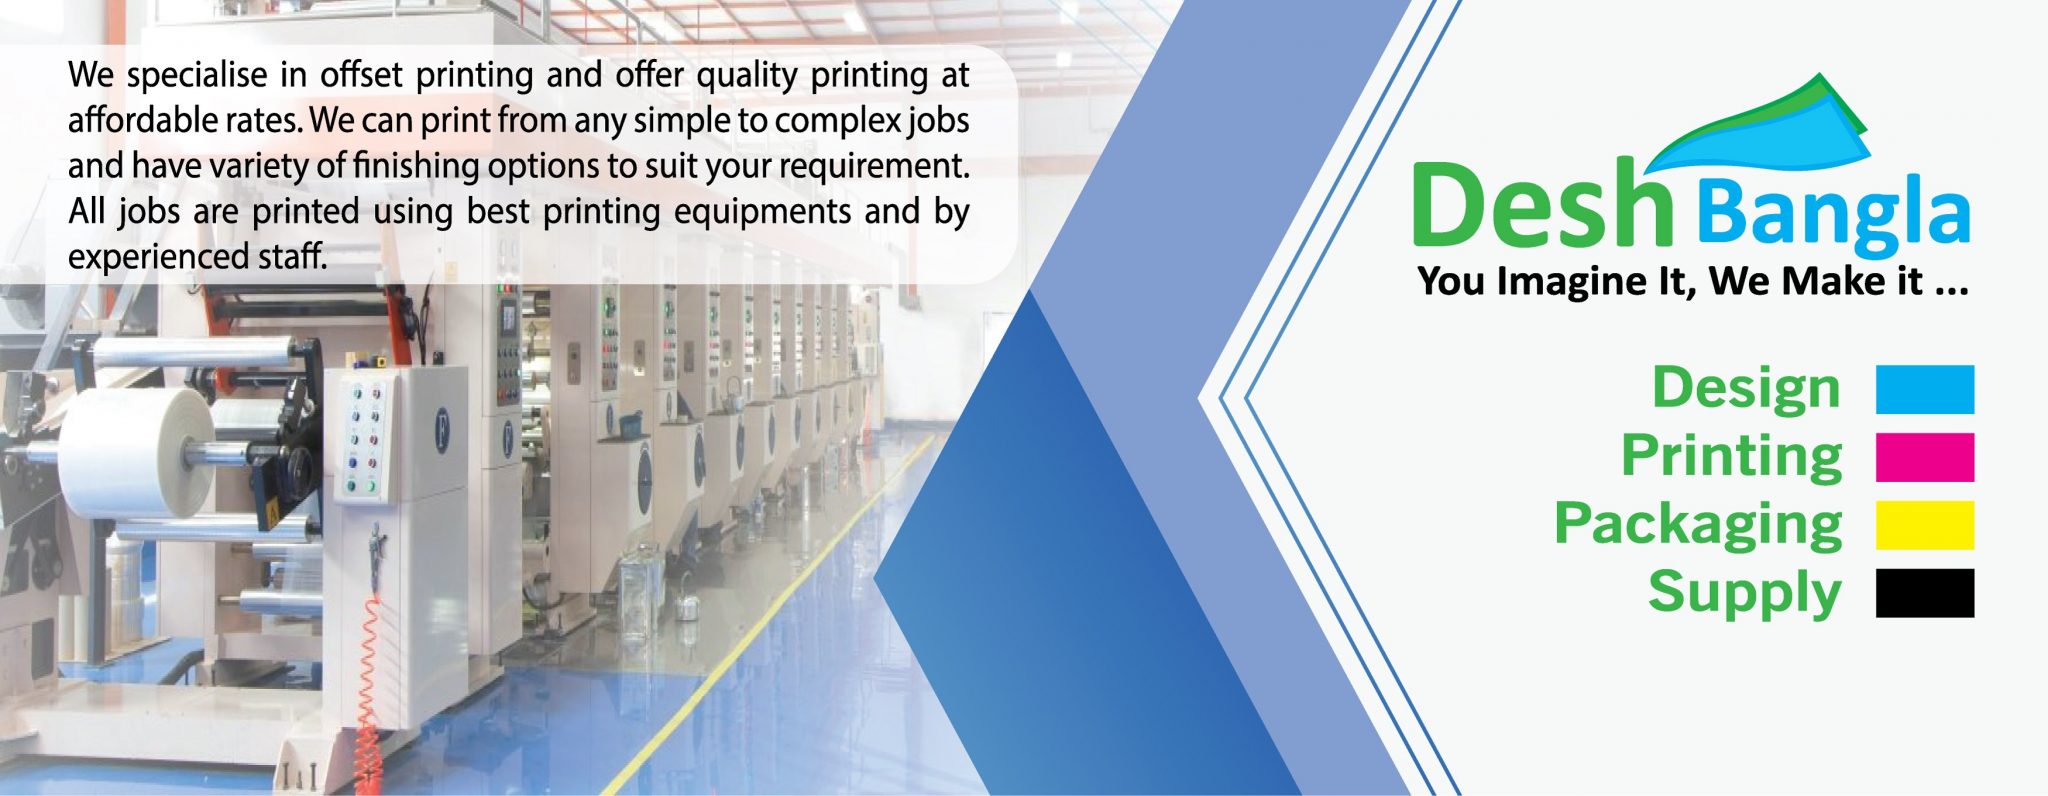 We specialise in offset printing and offer quality printing at
affordable rates. We can print from any simple to complex jobs
and have variety of finishing options to suit your requirement.
All jobs are printed using best printing equipments and by
experienced staff.
F
F
Desh Bangla
You Imagine It, We Make it ...
Design
Printing
Packaging
Supply